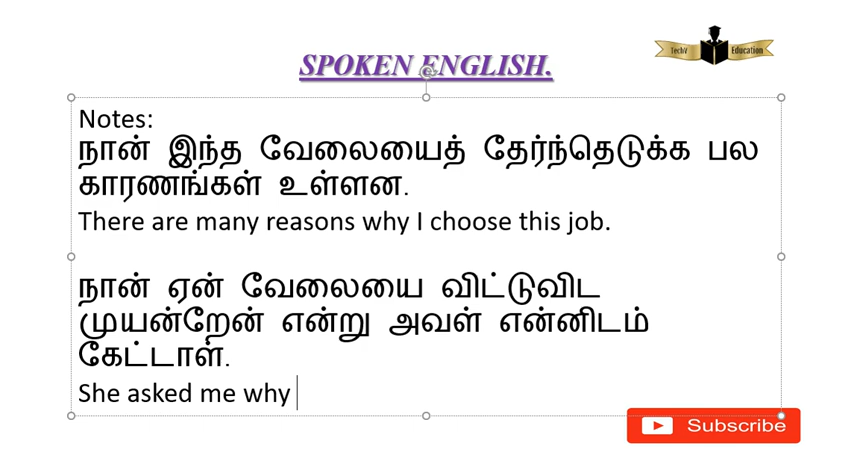 TechY Education
SPOKEN ENGLISH.
Notes:
நான் இந்த வேலையைத் தேர்ந்தெடுக்க பல
காரணங்கள் உள்ளன.
There are many reasons why I choose this job.
நான் ஏன் வேலையை விட்டுவிட
முயன்றேன் என்று அவள் என்னிடம்
கேட்டாள்.
She asked me why
Subscribe